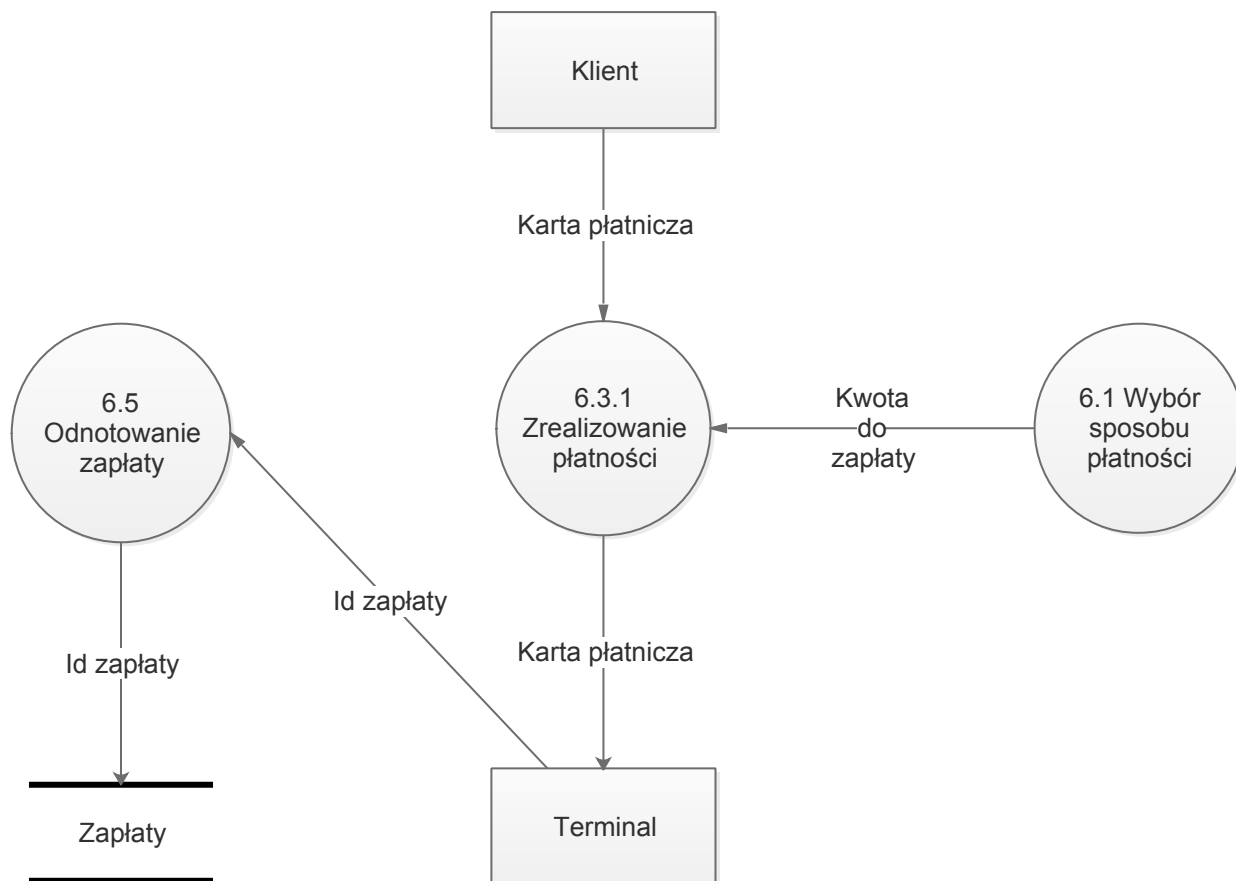 Klient
Karta płatnicza
6.5
Odnotowanie
zapłaty
6.3.1
Zrealizowanie
płatności
Kwota
do
zapłaty
6.1 Wybór
sposobu
płatności
Id zapłaty
Id zapłaty
Karta płatnicza
Zapłaty
Terminal